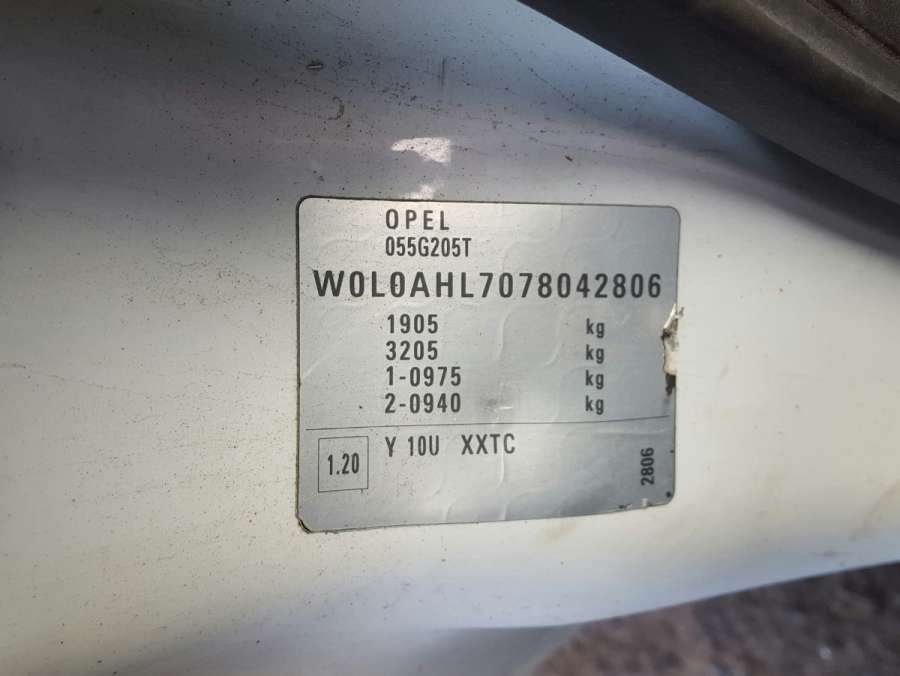 OPEL
055G205T
W0L0AHL7078042806
1905 kg
3205 kg
1-0975 kg
2-0940 kg
1.20 Y 10U XXTC
2806